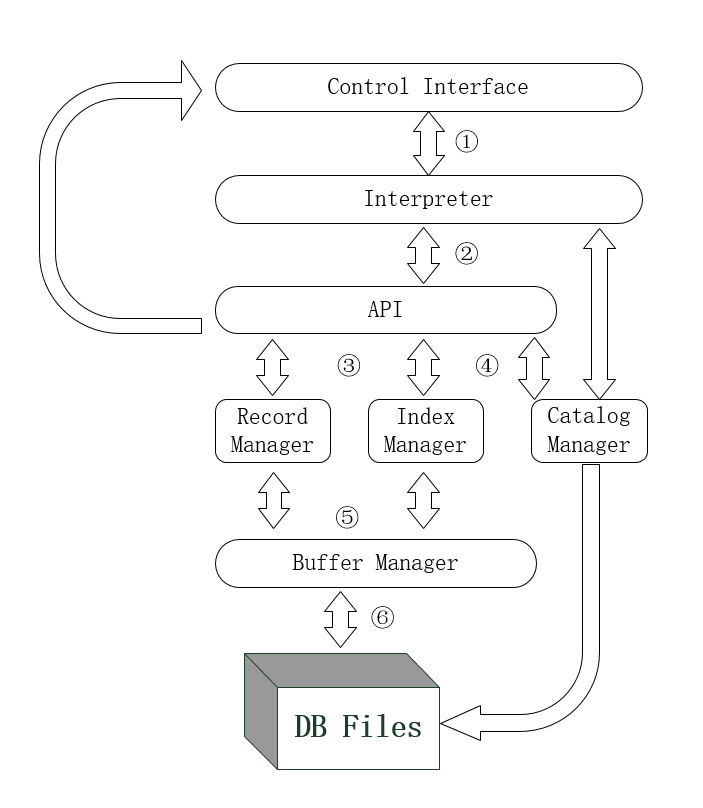 Control Interface
①
Interpreter
②
API
③
④
Record
Manager
Index
Manager
Catalog
Manager
⑤
Buffer Manager
⑥
DB Files